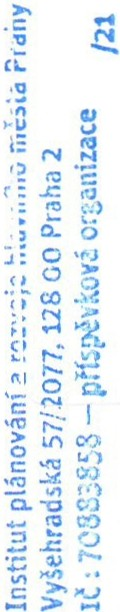 Institut plánování a rozvoje hlavního města Prahy
Vyšehradská 57/2077, 128 00 Praha 2
IČ: 70883858 — příspěvková organizace
/21